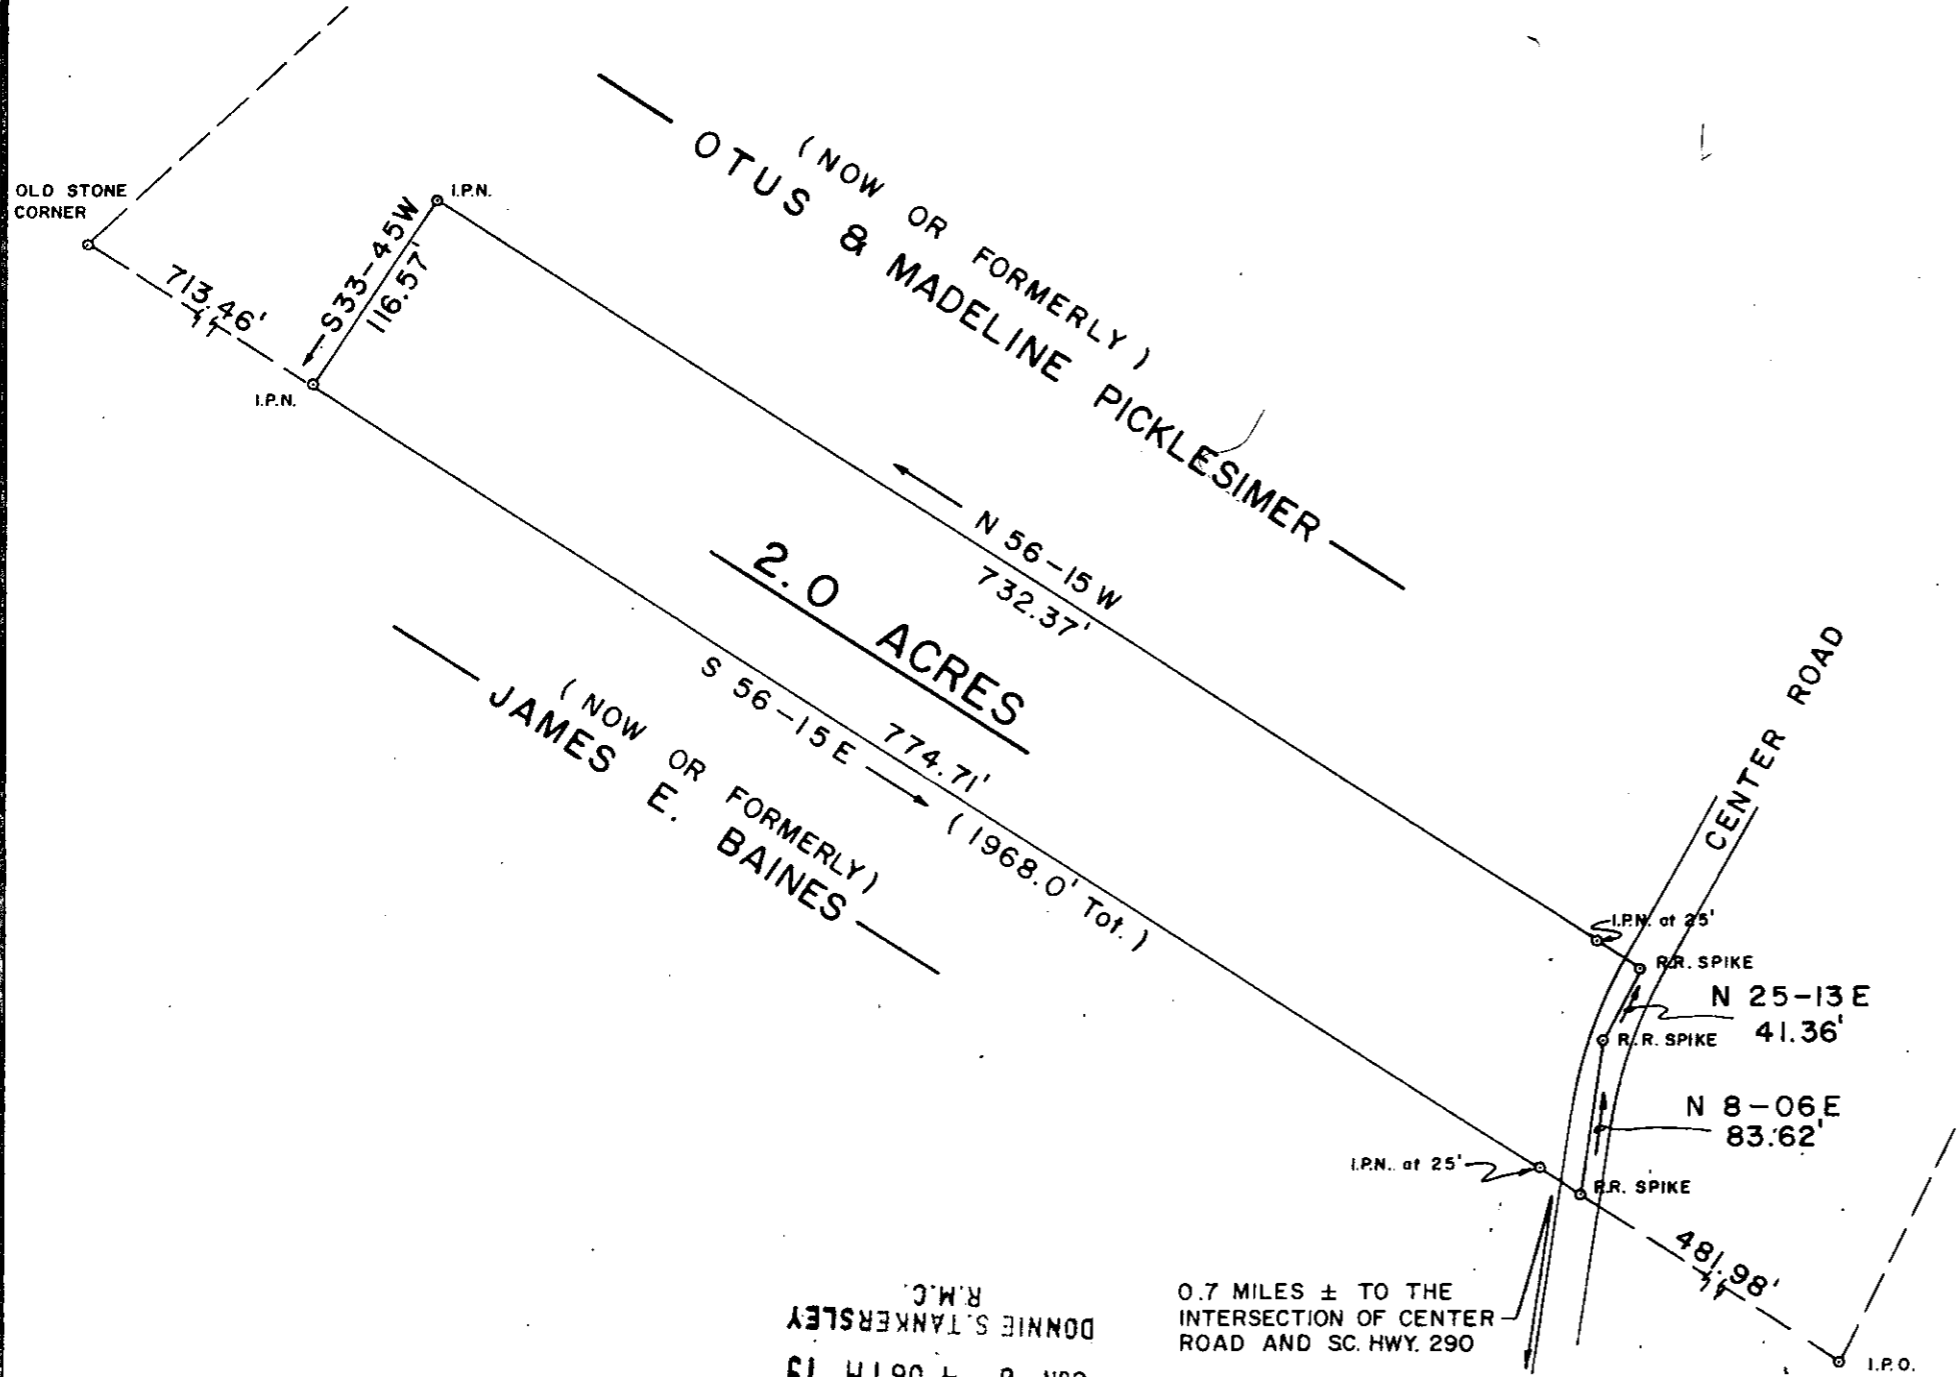 OLD STONE
CORNER
I.P.N.
713.46'
S33-45W
116.57'
I.P.N.
(NOW OR FORMERLY)
OTUS & MADELINE PICKLESIMER
N 56-15 W
732.37'
2.0 ACRES
S 56-15 E
774.71'
(1968.0' Tot.)
(NOW OR FORMERLY)
JAMES E. BAINES
CENTER ROAD
I.P.N. at 25'
R.R. SPIKE
N 25-13 E
41.36'
R.R. SPIKE
N 8-06 E
83.62'
I.P.N. at 25'
R.R. SPIKE
481.98'
0.7 MILES ± TO THE
INTERSECTION OF CENTER
ROAD AND SC. HWY. 290
I.P.O.
R.M.C.
DONNIE S. TANKERSLEY